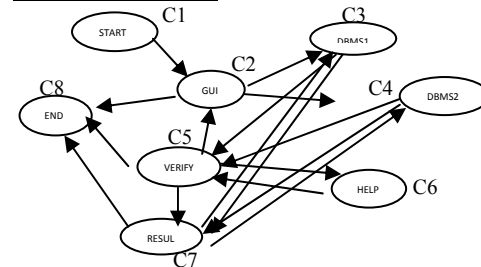 C1
START
C2
GUI
C3
DBMS1
C4
DBMS2
C8
END
C5
VERIFY
HELP
C6
RESUL
C7